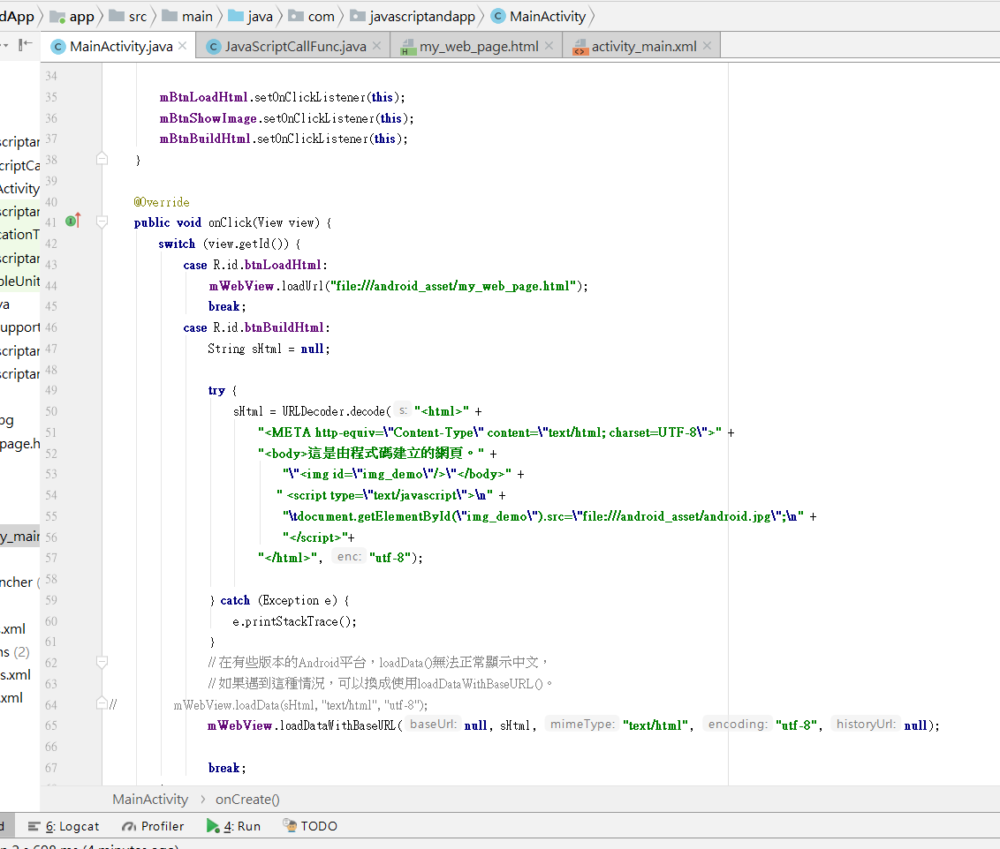 dApp app src main java com javascriptandapp MainActivity
MainActivity.java JavaScriptCallFunc.java my_web_page.html activity_main.xml
34
35 mBtnLoadHtml.setOnClickListener(this);
36 mBtnShowImage.setOnClickListener(this);
37 mBtnBuildHtml.setOnClickListener(this);
38 }
39
40 @Override
41 public void onClick(View view) {
42 switch (view.getId()) {
43 case R.id.btnLoadHtml:
44 mWebView.loadUrl("file:///android_asset/my_web_page.html");
45 break;
46 case R.id.btnBuildHtml:
47 String sHtml = null;
48
49 try {
50 sHtml = URLDecoder.decode( s: "<html>" +
51 "<META http-equiv=\"Content-Type\" content=\"text/html; charset=UTF-8\">" +
52 "<body>這是由程式碼建立的網頁。" +
53 "\"<img id=\"img_demo\"/>\"</body>" +
54 " <script type=\"text/javascript\">\n" +
55 "\tdocument.getElementById(\"img_demo\").src=\"file:///android_asset/android.jpg\";\n" +
56 "</script>"+
57 "</html>", enc: "utf-8");
58
59 } catch (Exception e) {
60 e.printStackTrace();
61 }
62 // 在有些版本的Android平台，loadData()無法正常顯示中文，
63 // 如果遇到這種情況，可以換成使用loadDataWithBaseURL()。
64 // mWebView.loadData(sHtml, "text/html", "utf-8");
65 mWebView.loadDataWithBaseURL( baseUrl: null, sHtml, mimeType: "text/html", encoding: "utf-8", historyUrl: null);
66
67 break;
scriptar
criptCa
Activity
scriptar
cationT
scriptar
pleUnit
va
upport
scriptar
scriptar
pg
page.h
y_main
ncher (
.xml
ns (2)
s.xml
.xml
MainActivity > onCreate()
d 6: Logcat Profiler 4: Run TODO